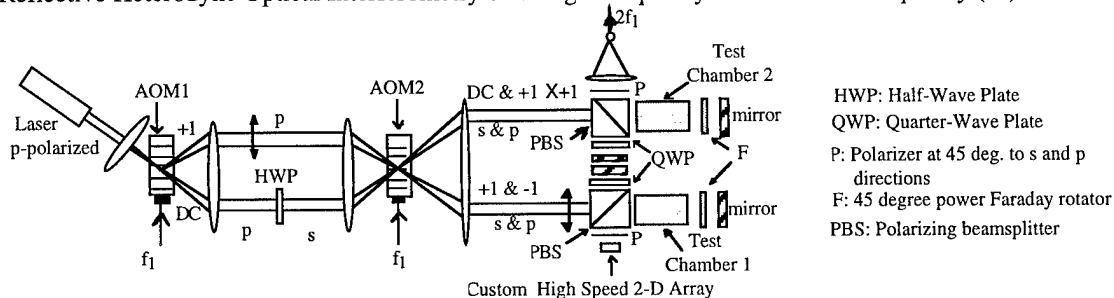 Reflective Heterodyne Optical Interferometry
2f₁
Test
Chamber 2
AOM1
AOM2
DC & +1 X+1
P
HWP: Half-Wave Plate
Laser
p-polarized
+1
p
s & p
PBS
mirror
QWP: Quarter-Wave Plate
HWP
QWP
F
P: Polarizer at 45 deg. to s and p
directions
+1 & -1
F: 45 degree power Faraday rotator
DC
p
s
s & p
mirror
PBS: Polarizing beamsplitter
PBS
P
Test
Chamber 1
f₁
f₁
Custom High Speed 2-D Array